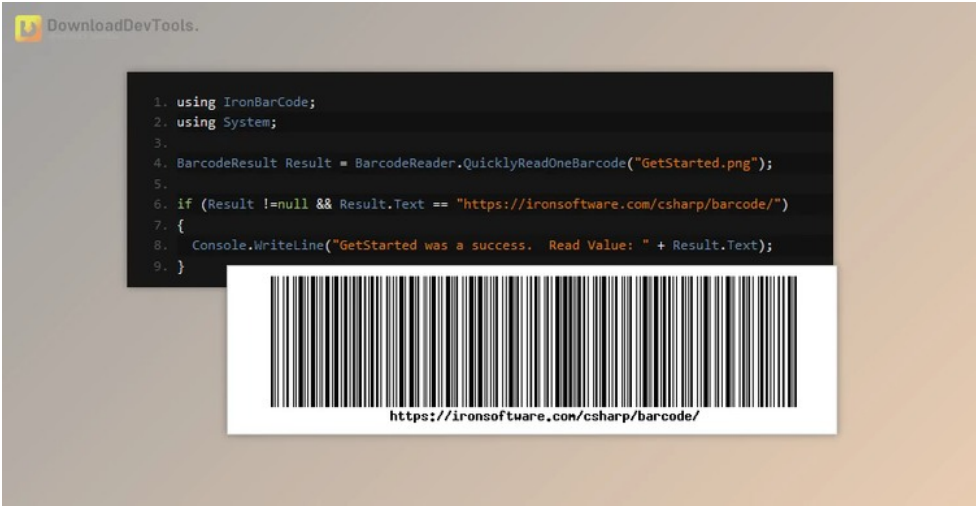 DownloadDevTools.
1. using IronBarCode;
2. using System;
3.
4. BarcodeResult Result = BarcodeReader.QuicklyReadOneBarcode("GetStarted.png");
5.
6. if (Result !=null && Result.Text == "https://ironsoftware.com/csharp/barcode/")
7. {
8. Console.WriteLine("GetStarted was a success.  Read Value: " + Result.Text);
9. }
https://ironsoftware.com/csharp/barcode/